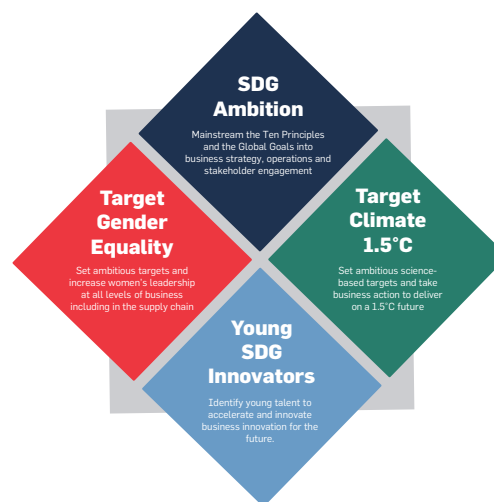 SDG
Ambition
Mainstream the Ten Principles
and the Global Goals into
business strategy, operations and
stakeholder engagement
Target
Gender
Equality
Set ambitious targets and
increase women's leadership
at all levels of business
including in the supply chain
Target
Climate
1.5°C
Set ambitious science-
based targets and take
business action to deliver
on a 1.5°C future
Young
SDG
Innovators
Identify young talent to
accelerate and innovate
business innovation for the
future.